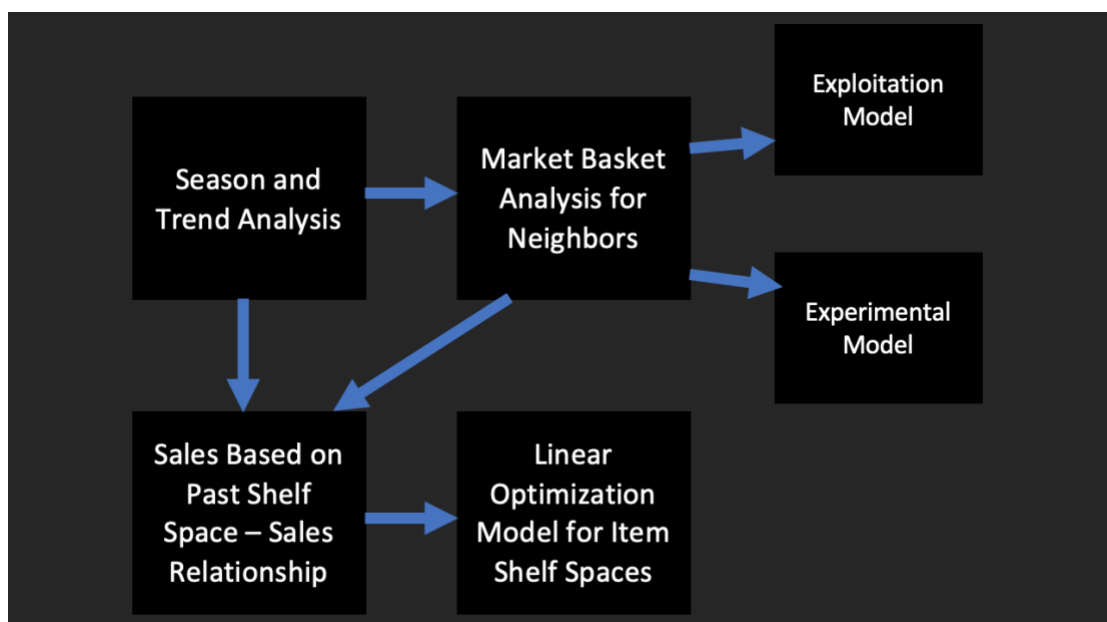 Season and
Trend Analysis
Market Basket
Analysis for
Neighbors
Exploitation
Model
Experimental
Model
Sales Based on
Past Shelf
Space – Sales
Relationship
Linear
Optimization
Model for Item
Shelf Spaces